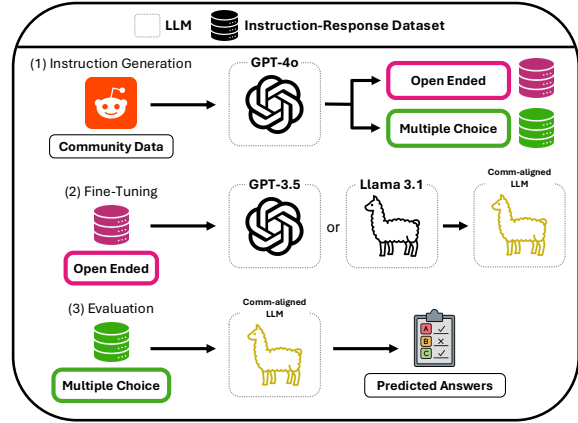 LLM
Instruction-Response Dataset
(1) Instruction Generation
GPT-4o
Open Ended
Multiple Choice
Community Data
(2) Fine-Tuning
GPT-3.5
or
Llama 3.1
Comm-aligned
LLM
Open Ended
(3) Evaluation
Comm-aligned
LLM
A
B
C
Multiple Choice
Predicted Answers